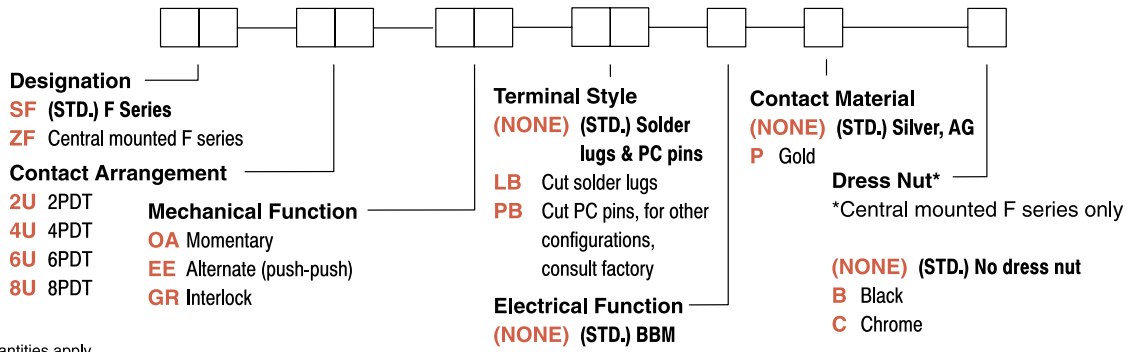 Designation
SF (STD.) F Series
ZF Central mounted F series
Contact Arrangement
2U 2PDT
4U 4PDT
6U 6PDT
8U 8PDT
Mechanical Function
OA Momentary
EE Alternate (push-push)
GR Interlock
Terminal Style
(NONE) (STD.) Solder
lugs & PC pins
LB Cut solder lugs
PB Cut PC pins, for other
configurations,
consult factory
Electrical Function
(NONE) (STD.) BBM
Contact Material
(NONE) (STD.) Silver, AG
P Gold
Dress Nut*
*Central mounted F series only
(NONE) (STD.) No dress nut
B Black
C Chrome
apply